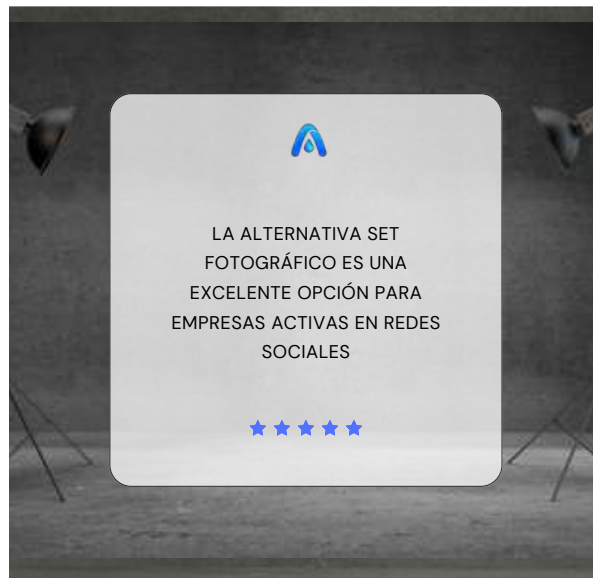 LA ALTERNATIVA SET
FOTOGRÁFICO ES UNA
EXCELENTE OPCIÓN PARA
EMPRESAS ACTIVAS EN REDES
SOCIALES